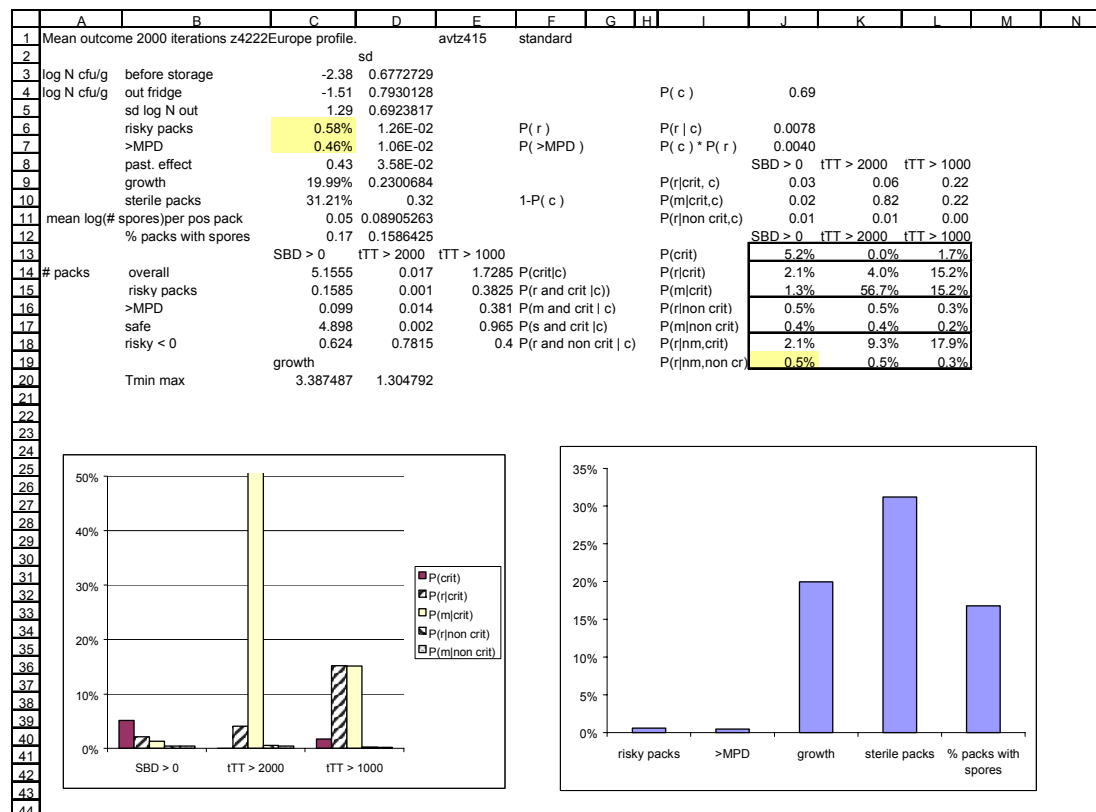 A B C D E F G H I J K L M N
1 Mean outcome 2000 iterations z4222Europe profile. avtz415 standard
2 sd
3 log N cfu/g before storage -2.38 0.6772729
4 log N cfu/g out fridge -1.51 0.7930128 P( c ) 0.69
5 sd log N out 1.29 0.6923817
6 risky packs 0.58% 1.26E-02 P( r ) P(r | c) 0.0078
7 >MPD 0.46% 1.06E-02 P( >MPD ) P( c ) * P( r ) 0.0040
8 past. effect 0.43 3.58E-02 SBD > 0 tTT > 2000 tTT > 1000
9 growth 19.99% 0.2300684 P(r|crit, c) 0.03 0.06 0.22
10 sterile packs 31.21% 0.32 1-P( c ) P(m|crit,c) 0.02 0.82 0.22
11 mean log(# spores)per pos pack 0.05 0.08905263 P(r|non crit,c) 0.01 0.01 0.00
12 % packs with spores 0.17 0.1586425 SBD > 0 tTT > 2000 tTT > 1000
13 SBD > 0 tTT > 2000 tTT > 1000 P(crit) 5.2% 0.0% 1.7%
14 # packs overall 5.1555 0.017 1.7285 P(crit|c) P(r|crit) 2.1% 4.0% 15.2%
15 risky packs 0.1585 0.001 0.3825 P(r and crit |c)) P(m|crit) 1.3% 56.7% 15.2%
16 >MPD 0.099 0.014 0.381 P(m and crit | c) P(r|non crit) 0.5% 0.5% 0.3%
17 safe 4.898 0.002 0.965 P(s and crit |c) P(m|non crit) 0.4% 0.4% 0.2%
18 risky < 0 0.624 0.7815 0.4 P(r and non crit | c) P(r|nm,crit) 2.1% 9.3% 17.9%
19 growth P(r|nm,non cr) 0.5% 0.5% 0.3%
20 Tmin max 3.387487 1.304792
21
22
23
24
25
26
27
28
29
30
31
32
33
34
35
36
37
38
39
40
41
42
43
44
50%
40%
30%
20%
10%
0%
SBD > 0 tTT > 2000 tTT > 1000
P(crit)
P(r|crit)
P(m|crit)
P(r|non crit)
P(m|non crit)
35%
30%
25%
20%
15%
10%
5%
0%
risky packs >MPD growth sterile packs % packs with
spores